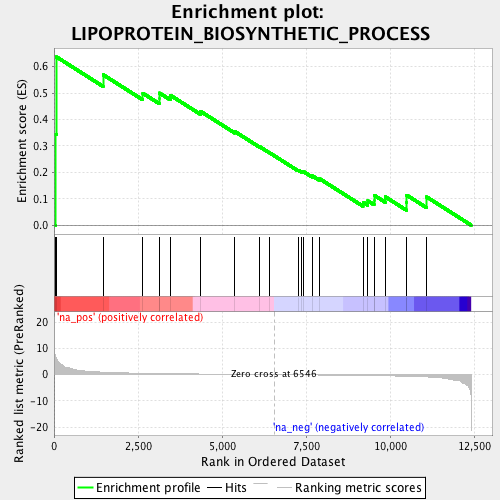 Enrichment plot:
LIPOPROTEIN_BIOSYNTHETIC_PROCESS
Enrichment score (ES)
0.6
0.5
0.4
0.3
0.2
0.1
0.0
'na_pos' (positively correlated)
Ranked list metric (PreRanked)
20
10
0
-10
-20
Zero cross at 6546
'na_neg' (negatively correlated)
0
2,500
5,000
7,500
10,000
12,500
Rank in Ordered Dataset
Enrichment profile
Hits
Ranking metric scores